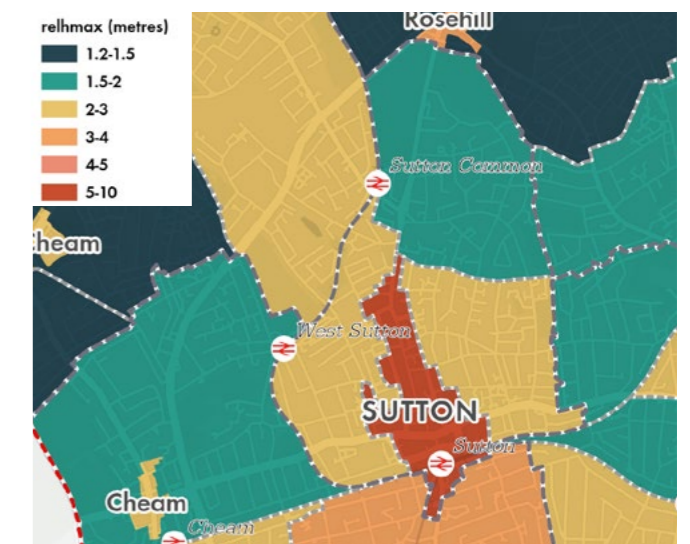 relhmax (metres)
1.2-1.5
1.5-2
2-3
3-4
4-5
5-10
Rosehill
Sutton Common
heam
West Sutton
SUTTON
Sutton
Cheam
Cheam